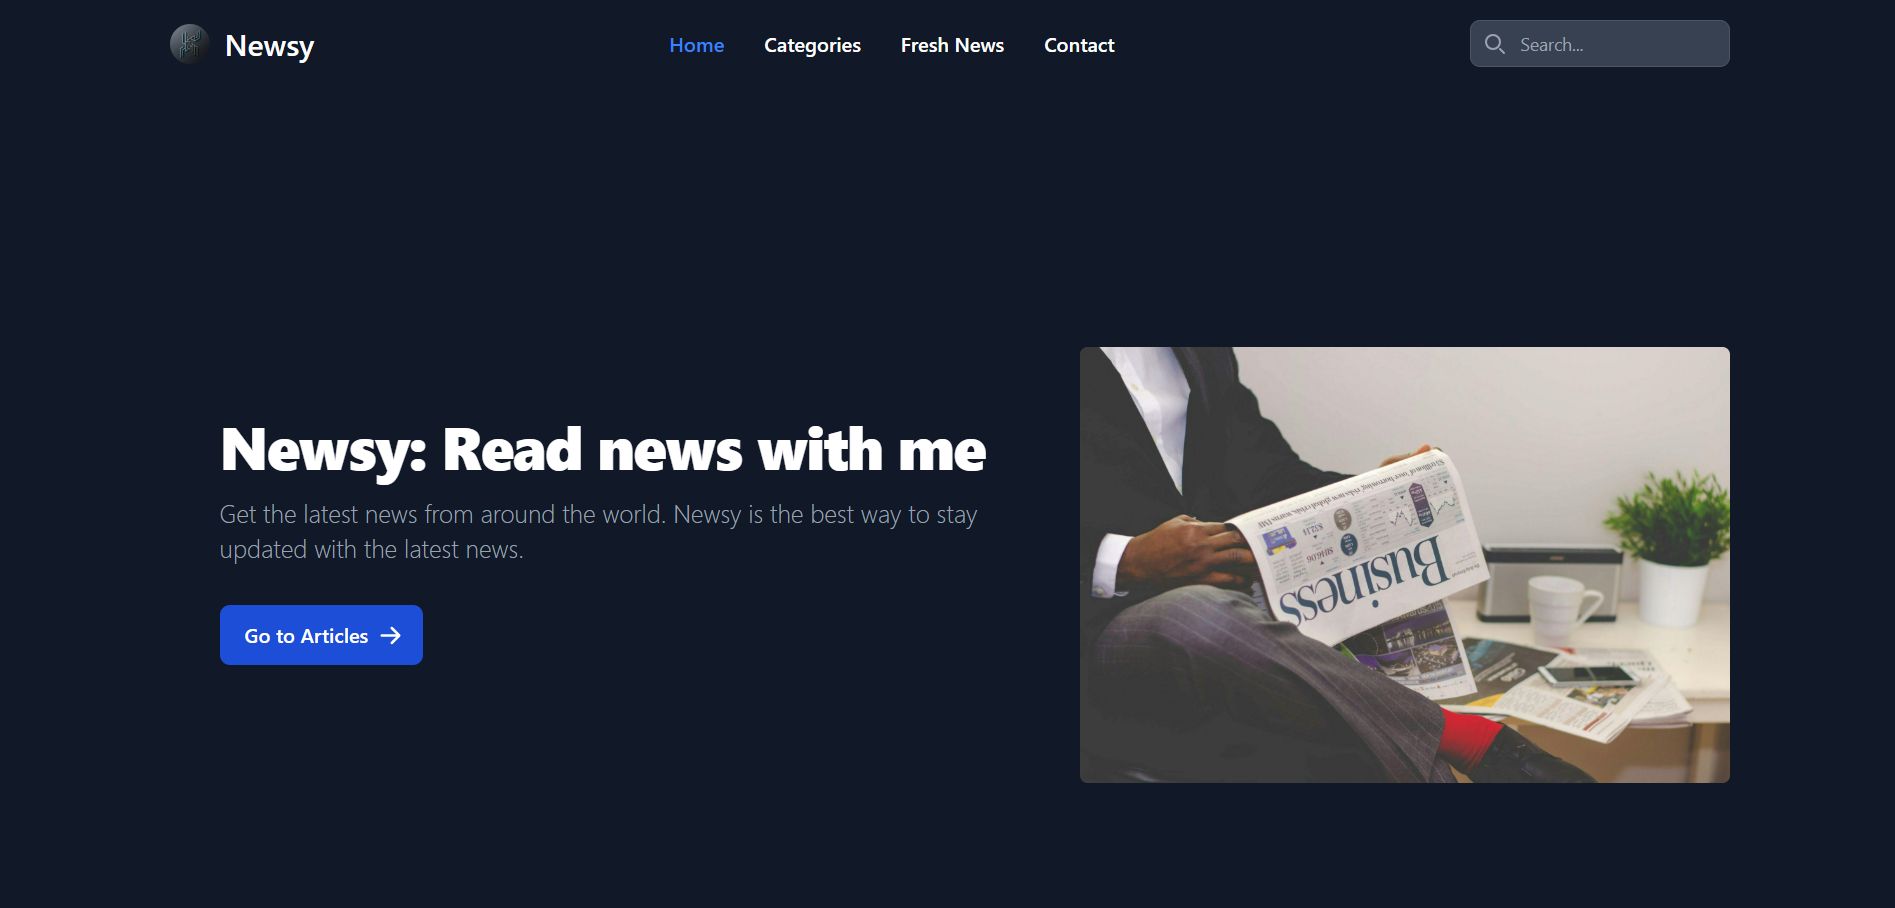 Newsy
Home
Categories
Fresh News
Contact
Search...
Newsy: Read news with me
Get the latest news from around the world. Newsy is the best way to stay
updated with the latest news.
Go to Articles
Business